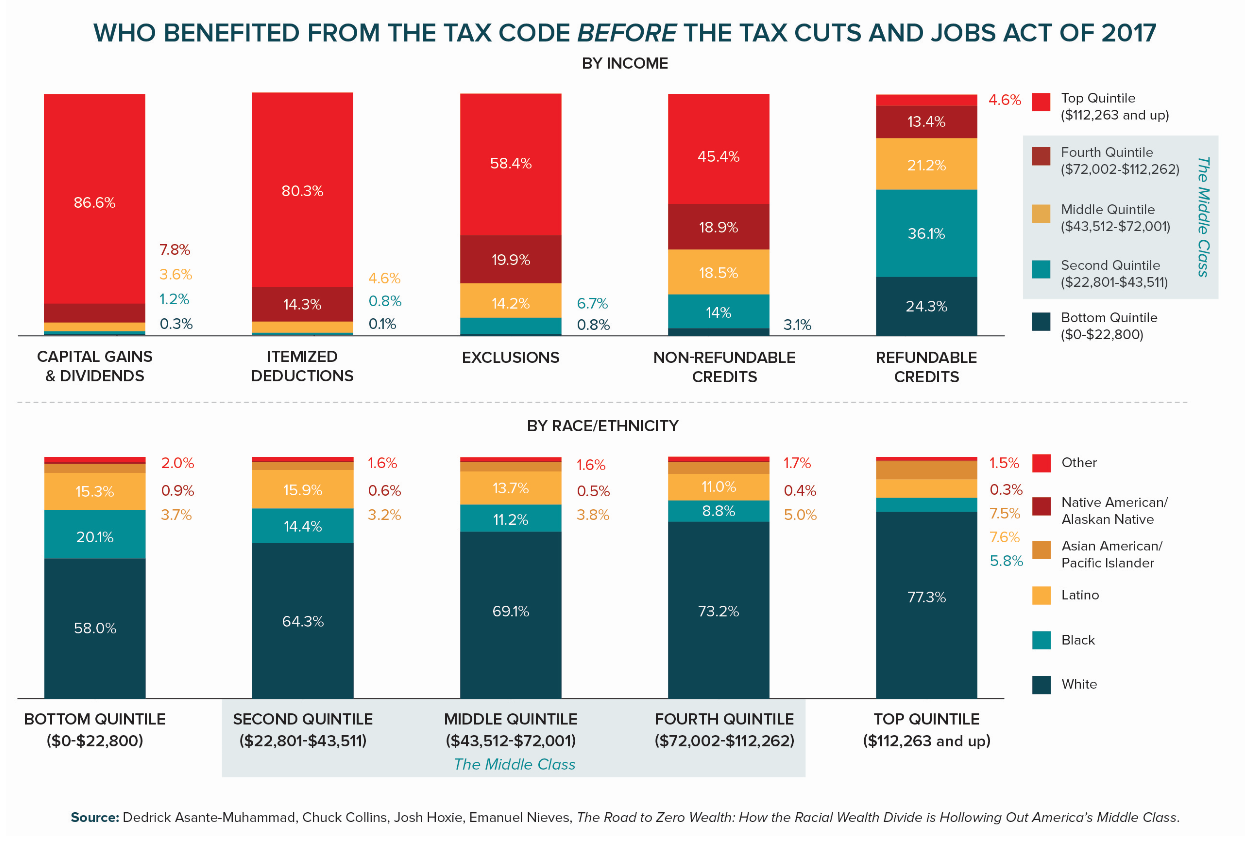 WHO BENEFITED FROM THE TAX CODE BEFORE THE TAX CUTS AND JOBS ACT OF 2017
BY INCOME
86.6%
7.8%
3.6%
1.2%
0.3%
CAPITAL GAINS
& DIVIDENDS
80.3%
14.3%
4.6%
0.8%
0.1%
ITEMIZED
DEDUCTIONS
58.4%
19.9%
14.2%
6.7%
0.8%
EXCLUSIONS
45.4%
18.9%
18.5%
14%
3.1%
NON-REFUNDABLE
CREDITS
4.6%
13.4%
21.2%
36.1%
24.3%
REFUNDABLE
CREDITS
Top Quintile
($112,263 and up)
Fourth Quintile
($72,002-$112,262)
Middle Quintile
($43,512-$72,001)
Second Quintile
($22,801-$43,511)
The Middle Class
Bottom Quintile
($0-$22,800)
BY RACE/ETHNICITY
2.0%
0.9%
3.7%
15.3%
20.1%
58.0%
BOTTOM QUINTILE
($0-$22,800)
1.6%
0.6%
3.2%
15.9%
14.4%
64.3%
SECOND QUINTILE
($22,801-$43,511)
1.6%
0.5%
3.8%
13.7%
11.2%
69.1%
MIDDLE QUINTILE
($43,512-$72,001)
The Middle Class
1.7%
0.4%
5.0%
11.0%
8.8%
73.2%
FOURTH QUINTILE
($72,002-$112,262)
1.5%
0.3%
7.5%
7.6%
5.8%
77.3%
TOP QUINTILE
($112,263 and up)
Other
Native American/
Alaskan Native
Asian American/
Pacific Islander
Latino
Black
White
Source: Dedrick Asante-Muhammad, Chuck Collins, Josh Hoxie, Emanuel Nieves, The Road to Zero Wealth: How the Racial Wealth Divide is Hollowing Out America's Middle Class.